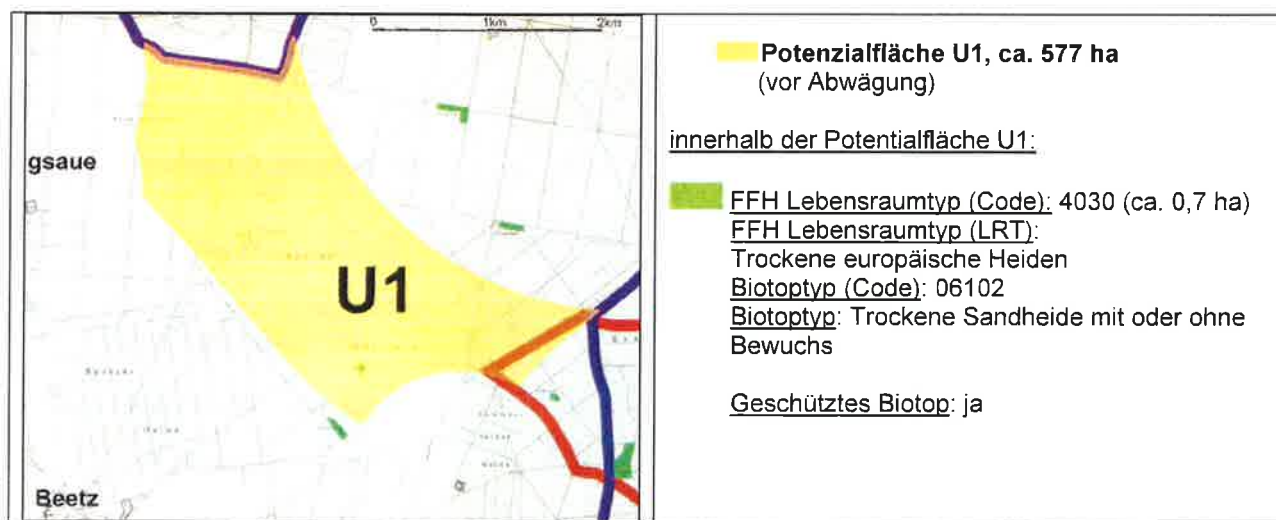 0 1km 2km
gsaue
U1
Beetz
Potenzialfläche U1, ca. 577 ha
(vor Abwägung)
innerhalb der Potentialfläche U1:
FFH Lebensraumtyp (Code): 4030 (ca. 0,7 ha)
FFH Lebensraumtyp (LRT):
Trockene europäische Heiden
Biotoptyp (Code): 06102
Biotoptyp: Trockene Sandheide mit oder ohne
Bewuchs
Geschütztes Biotop: ja